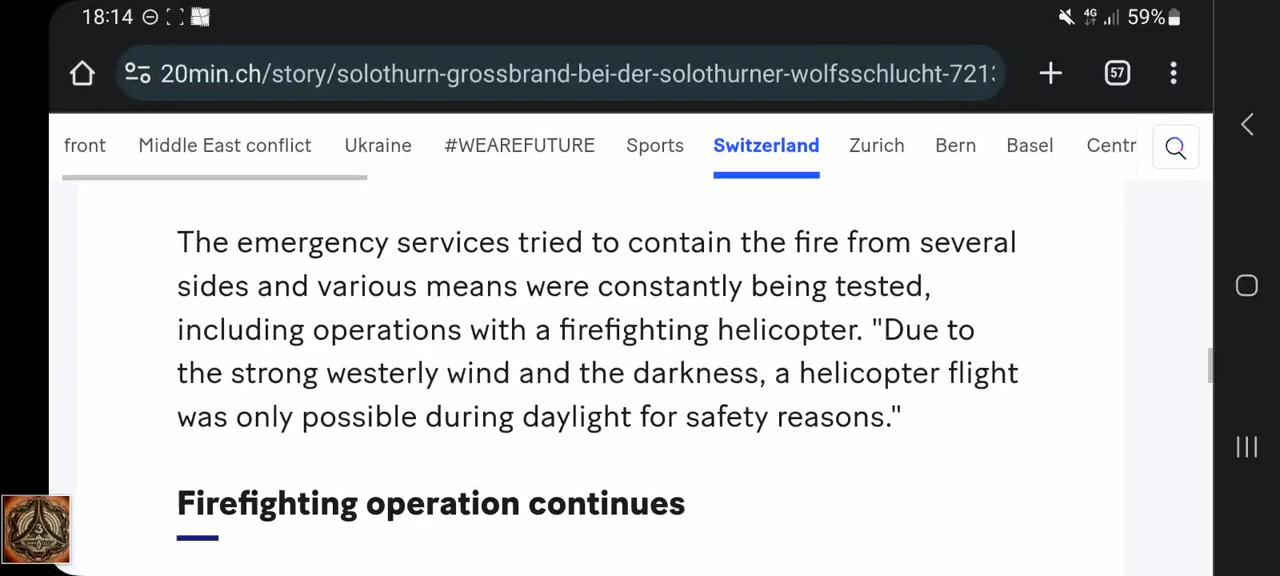 18:14
4G
59%
20min.ch/story/solothurn-grossbrand-bei-der-solothurner-wolfsschlucht-721
57
front Middle East conflict Ukraine #WEAREFUTURE Sports Switzerland Zurich Bern Basel Centr
The emergency services tried to contain the fire from several
sides and various means were constantly being tested,
including operations with a firefighting helicopter. "Due to
the strong westerly wind and the darkness, a helicopter flight
was only possible during daylight for safety reasons."
Firefighting operation continues